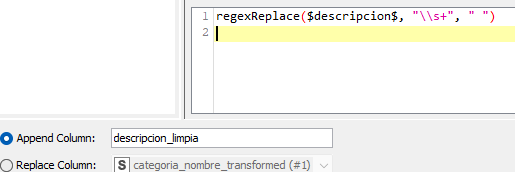 1 regexReplace($descripcion$, "\\s+", " ")
2
Append Column: descripcion_limpia
Replace Column: S categoria_nombre_transformed (#1)